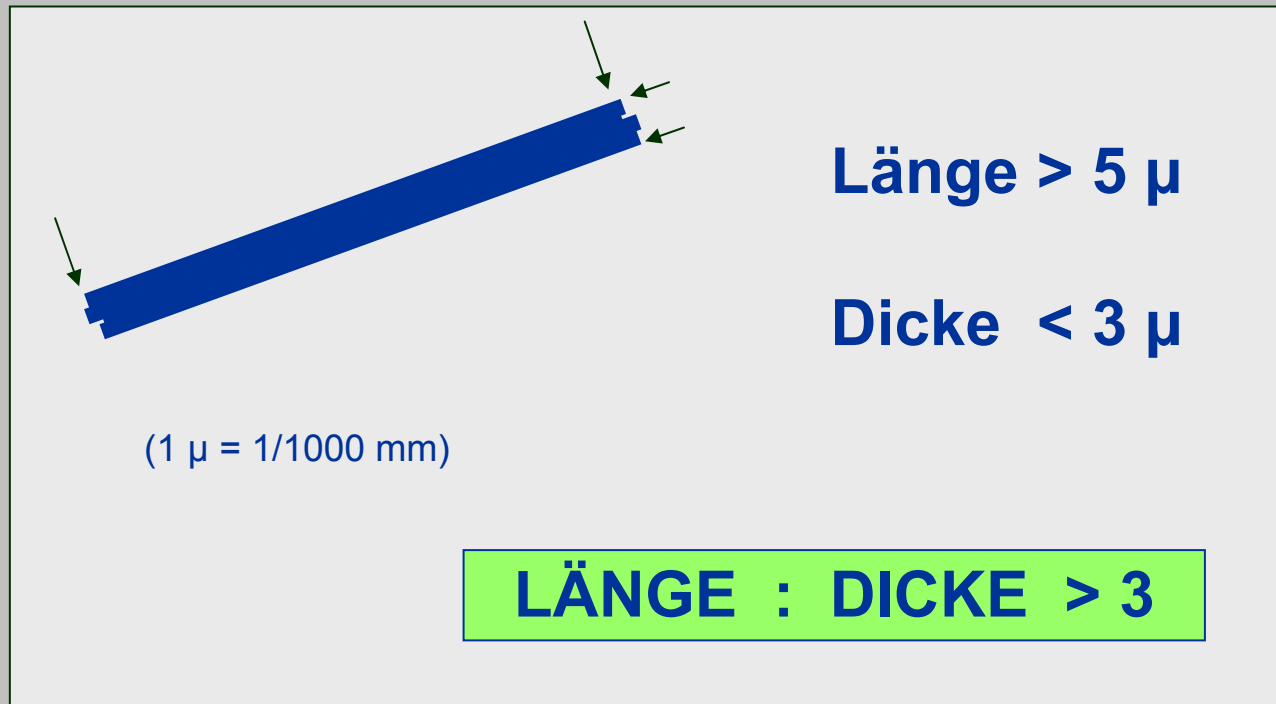 Länge > 5 µ
Dicke < 3 µ
(1 µ = 1/1000 mm)
LÄNGE : DICKE > 3